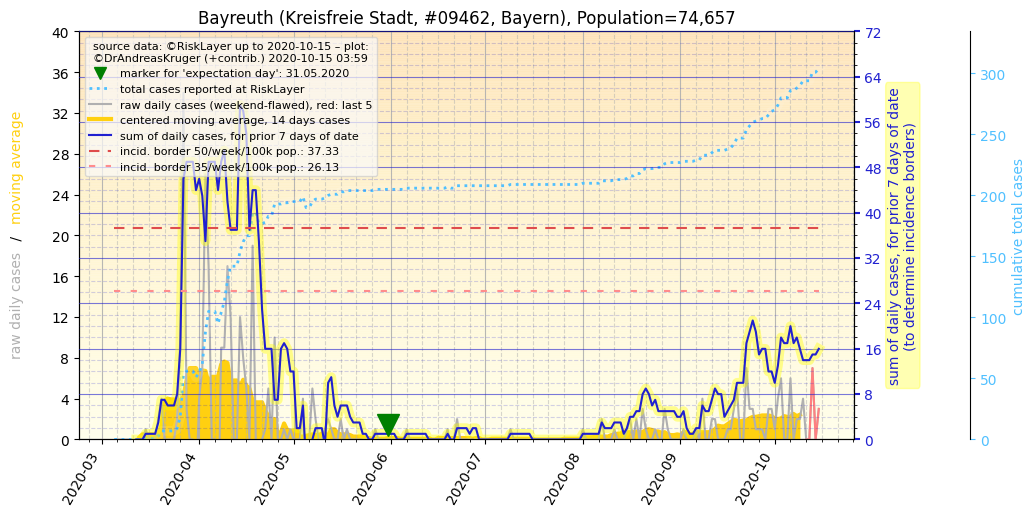 Bayreuth (Kreisfreie Stadt, #09462, Bayern), Population=74,657
source data: ©RiskLayer up to 2020-10-15 – plot:
©DrAndreasKruger (+contrib.) 2020-10-15 03:59
marker for 'expectation day': 31.05.2020
total cases reported at RiskLayer
raw daily cases (weekend-flawed), red: last 5
centered moving average, 14 days cases
sum of daily cases, for prior 7 days of date
incid. border 50/week/100k pop.: 37.33
incid. border 35/week/100k pop.: 26.13
raw daily cases / moving average
40
36
32
28
24
20
16
12
8
4
0
2020-03
2020-04
2020-05
2020-06
2020-07
2020-08
2020-09
2020-10
72
64
56
48
40
32
24
16
8
0
sum of daily cases, for prior 7 days of date
(to determine incidence borders)
300
250
200
150
100
50
0
cumulative total cases